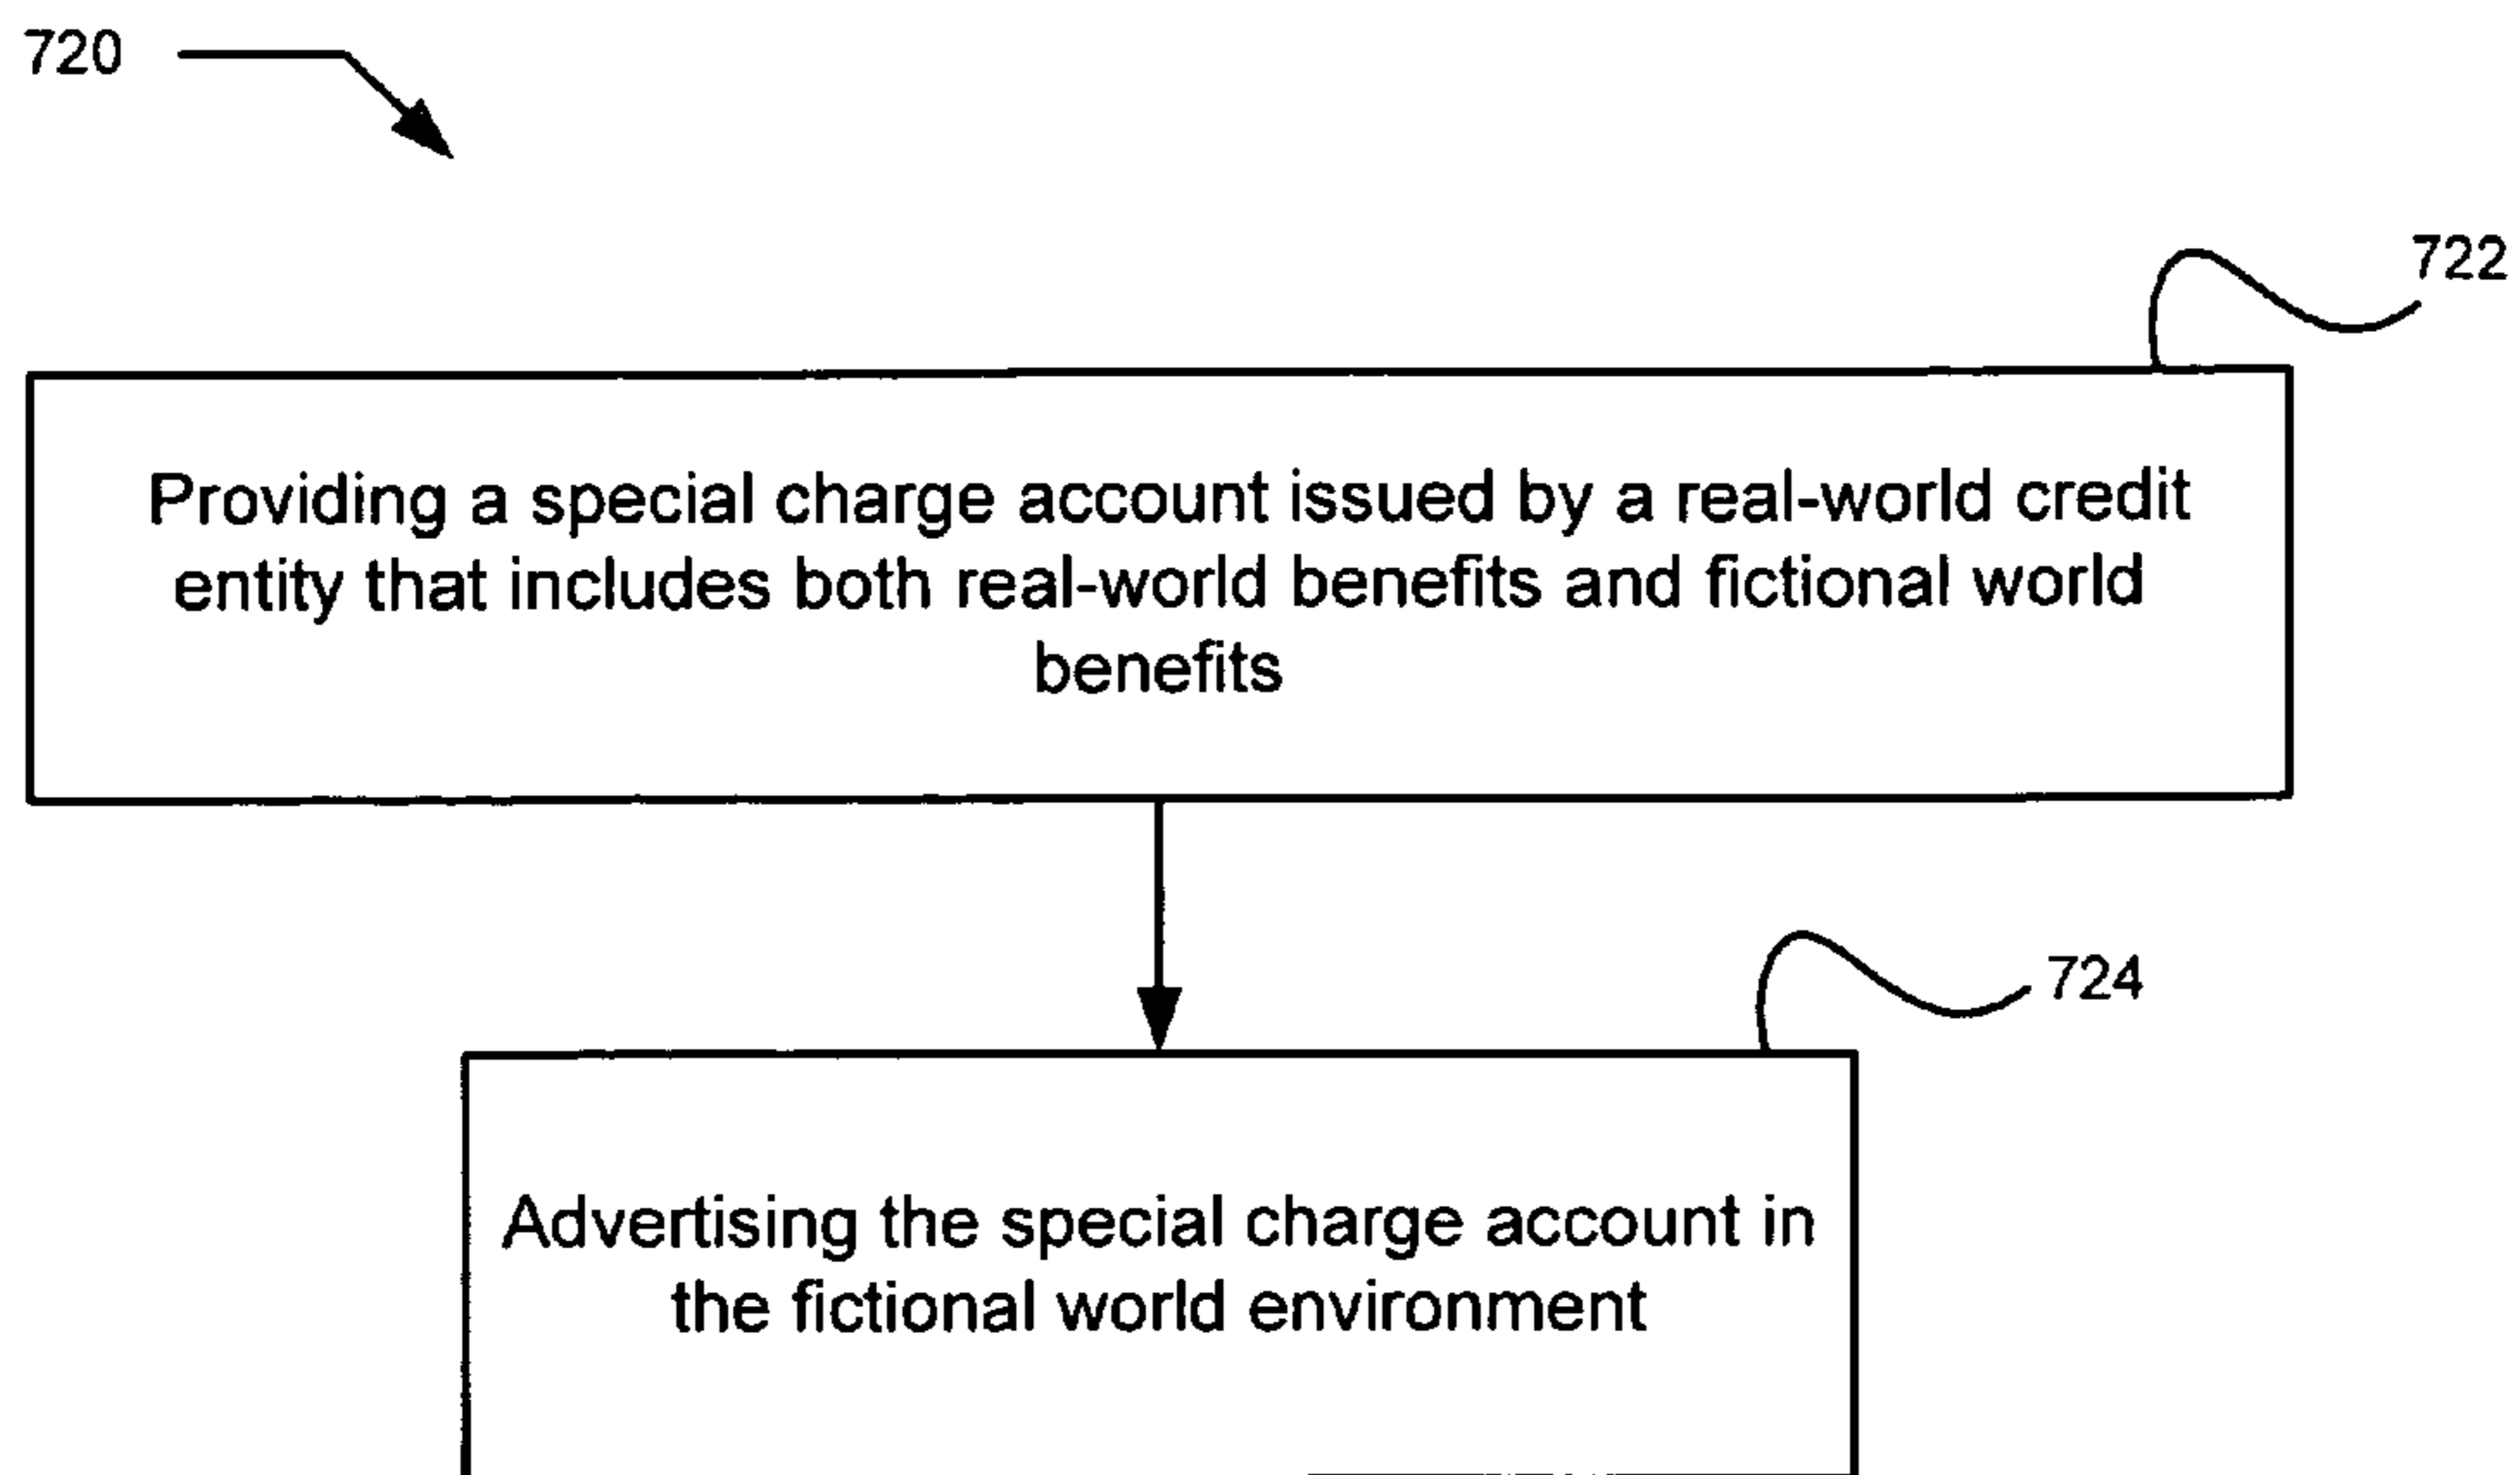 720
722
Providing a special charge account issued by a real-world credit
entity that includes both real-world benefits and fictional world
benefits
724
Advertising the special charge account in
the fictional world environment